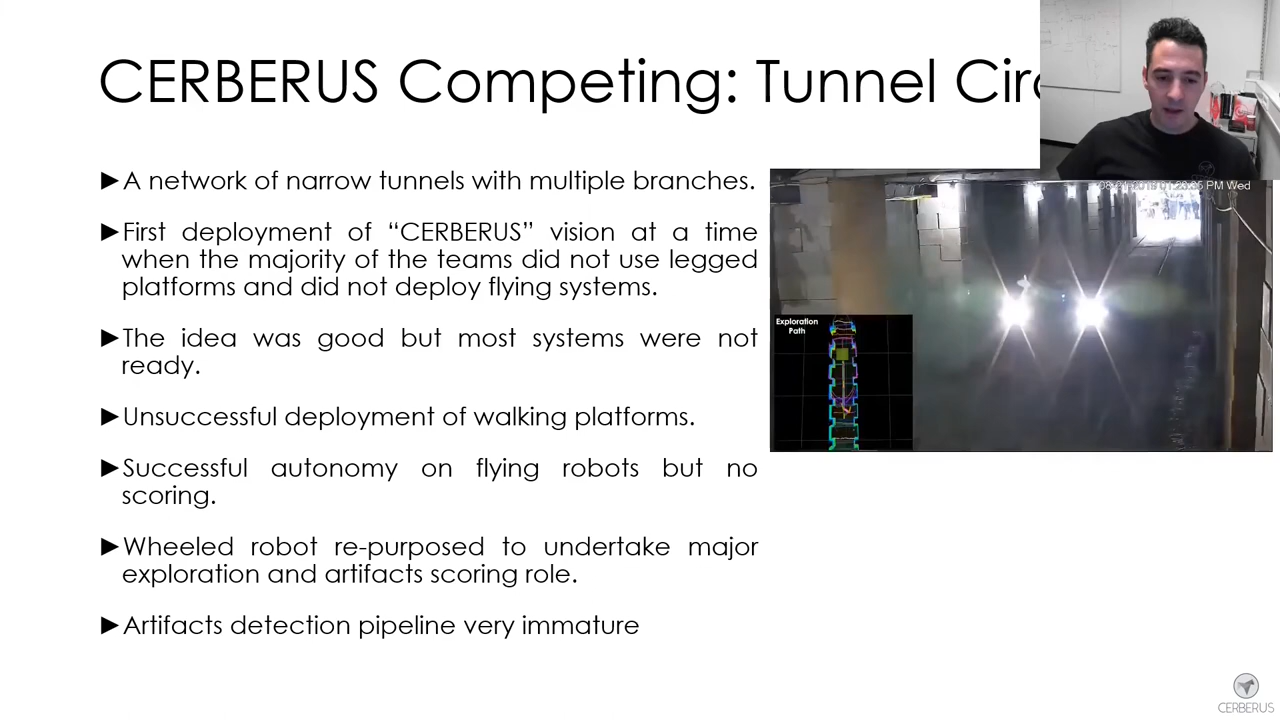 CERBERUS Competing: Tunnel
►A network of narrow tunnels with multiple branches.
►First deployment of “CERBERUS” vision at a time
when the majority of the teams did not use legged
platforms and did not deploy flying systems.
►The idea was good but most systems were not
ready.
►Unsuccessful deployment of walking platforms.
►Successful autonomy on flying robots but no
scoring.
►Wheeled robot re-purposed to undertake major
exploration and artifacts scoring role.
►Artifacts detection pipeline very immature
PM Wed
Exploration
Path
CERBERUS